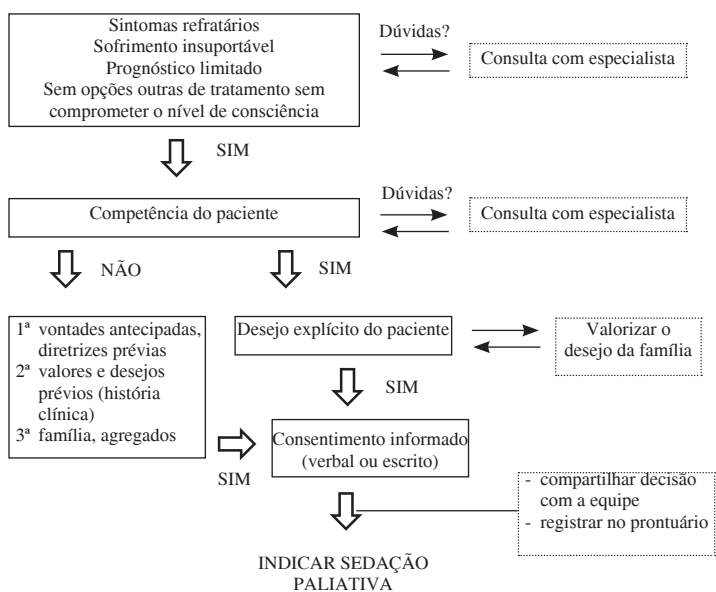 Sintomas refratários
Sofrimento insuportável
Prognóstico limitado
Sem opções outras de tratamento sem
comprometer o nível de consciência
Dúvidas?
Consulta com especialista
SIM
Competência do paciente
Dúvidas?
Consulta com especialista
NÃO
SIM
1ª vontades antecipadas,
diretrizes prévias
2ª valores e desejos
prévios (história
clínica)
3ª família, agregados
Desejo explícito do paciente
Valorizar o
desejo da família
SIM
SIM
Consentimento informado
(verbal ou escrito)
- compartilhar decisão
com a equipe
- registrar no prontuário
INDICAR SEDAÇÃO
PALIATIVA